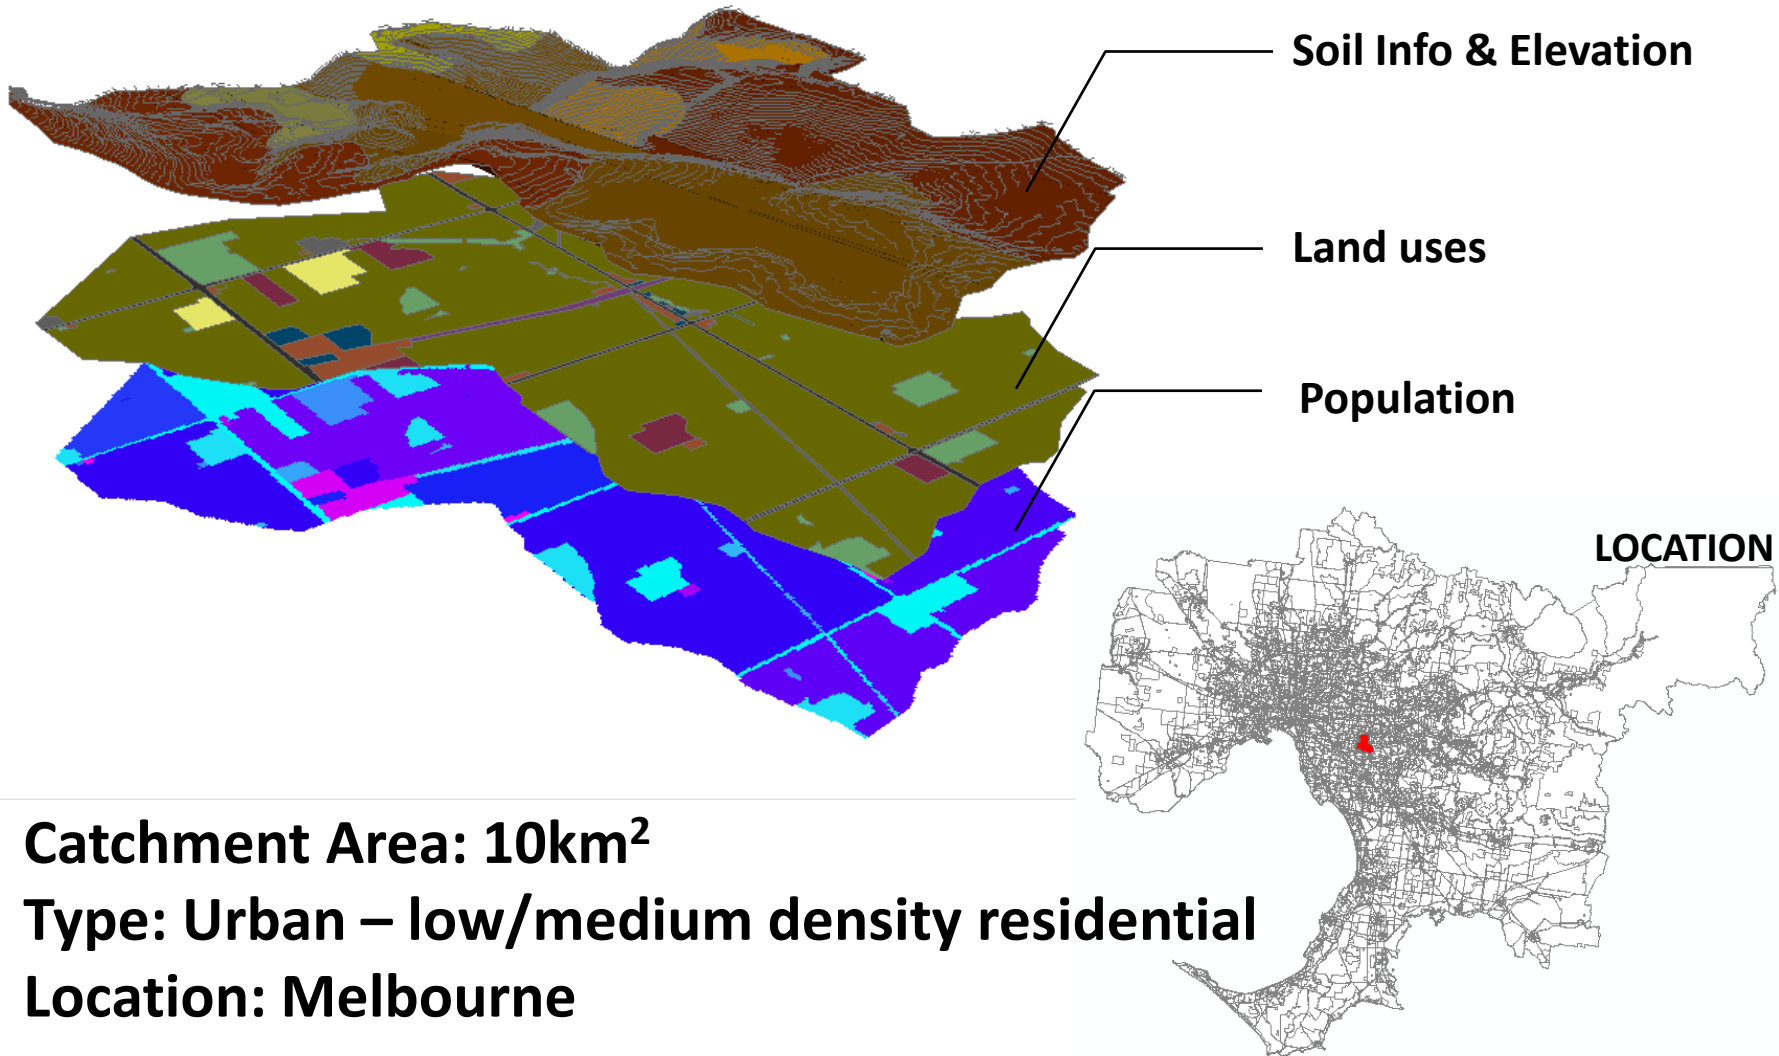 Soil Info & Elevation
Land uses
Population
LOCATION
Catchment Area: 10km²
Type: Urban – low/medium density residential
Location: Melbourne